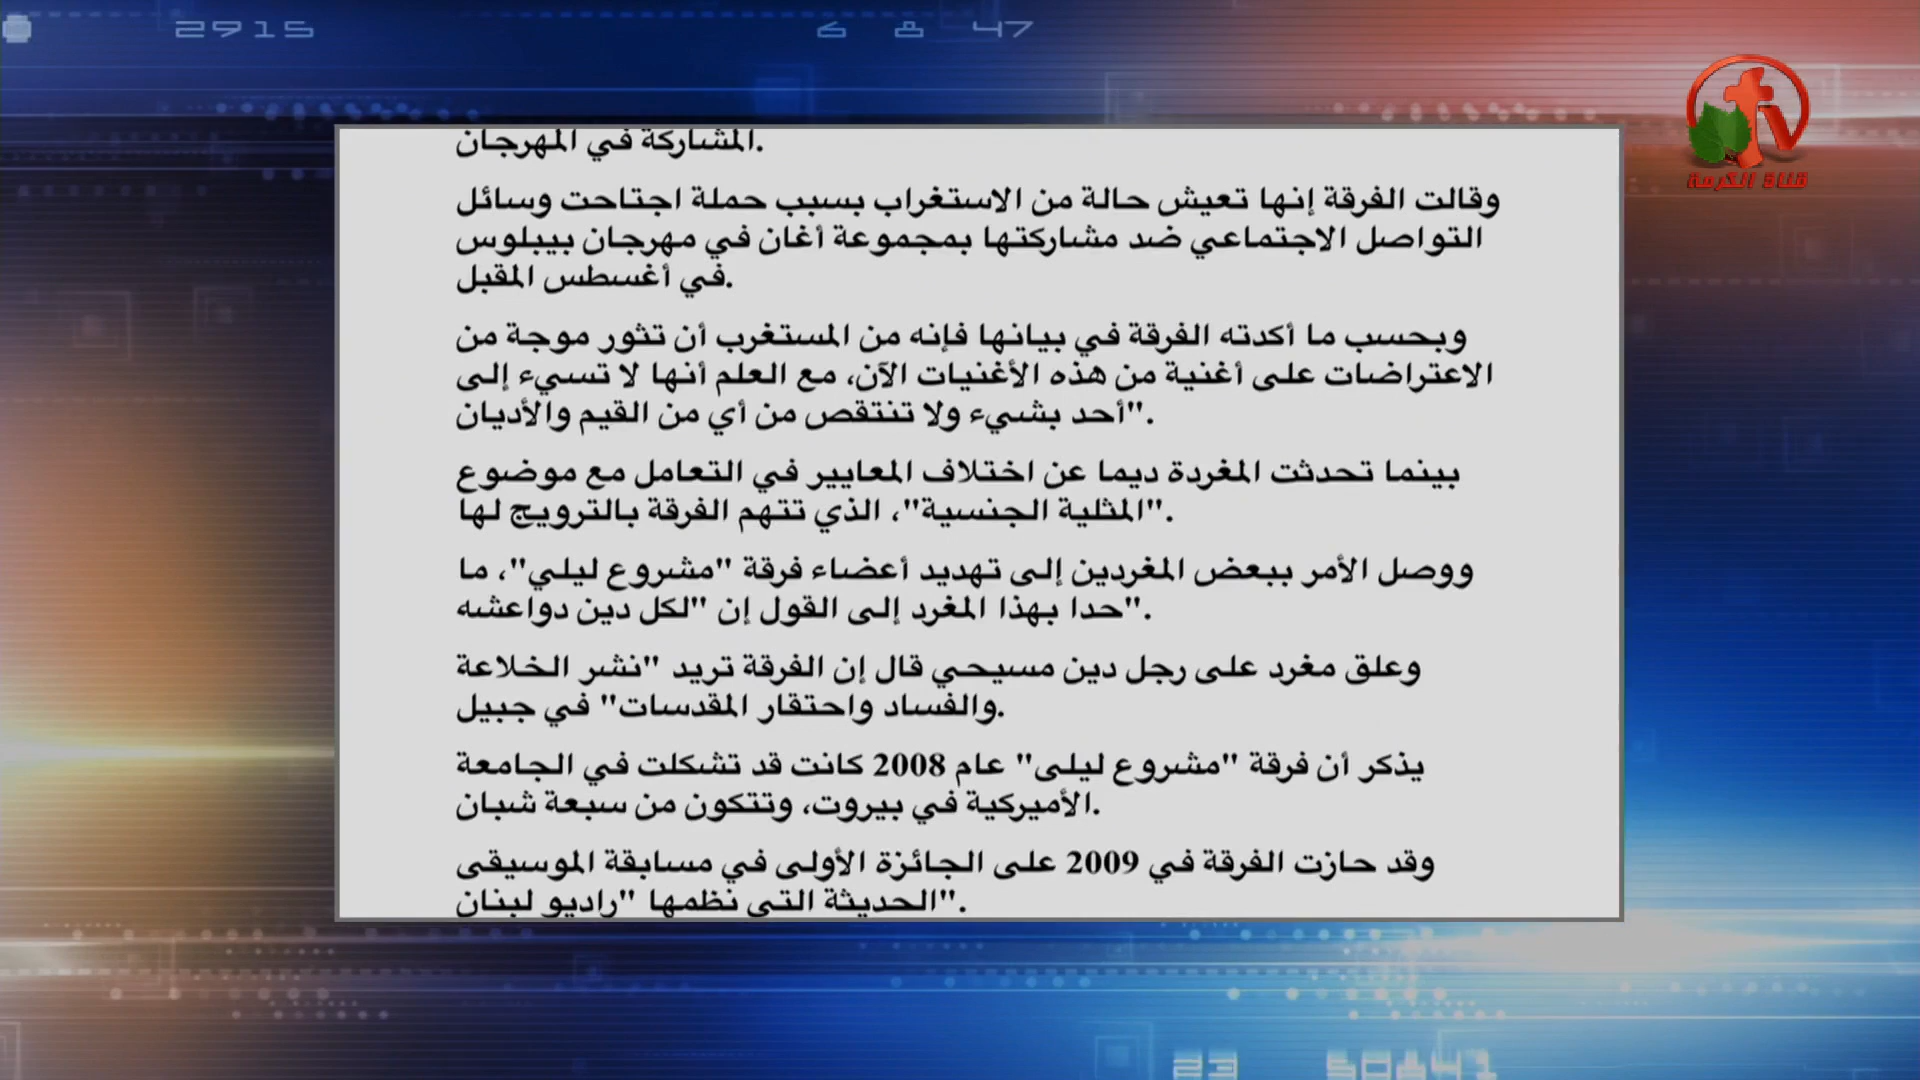 2915
6 8 47
قناة الكرمة
المشاركة في المهرجان.
وقالت الفرقة إنها تعيش حالة من الاستغراب بسبب حملة اجتاحت وسائل
التواصل الاجتماعي ضد مشاركتها بمجموعة أغان في مهرجان بيبلوس
في أغسطس المقبل.
وبحسب ما أكدته الفرقة في بيانها فإنه من المستغرب أن تثور موجة من
الاعتراضات على أغنية من هذه الأغنيات الآن، مع العلم أنها لا تسيء إلى
أحد بشيء ولا تنتقص من أي من القيم والأديان".
بينما تحدثت المغردة ديما عن اختلاف المعايير في التعامل مع موضوع
"المثلية الجنسية"، الذي تتهم الفرقة بالترويج لها.
ووصل الأمر ببعض المغردين إلى تهديد أعضاء فرقة "مشروع ليلي"، ما
حدا بهذا المغرد إلى القول إن "لكل دين دواعشه".
وعلق مغرد على رجل دين مسيحي قال إن الفرقة تريد "نشر الخلاعة
والفساد واحتقار المقدسات" في جبيل.
يذكر أن فرقة "مشروع ليلى" عام 2008 كانت قد تشكلت في الجامعة
الأميركية في بيروت، وتتكون من سبعة شبان.
وقد حازت الفرقة في 2009 على الجائزة الأولى في مسابقة الموسيقى
الحديثة التي نظمها "راديو لبنان".
23